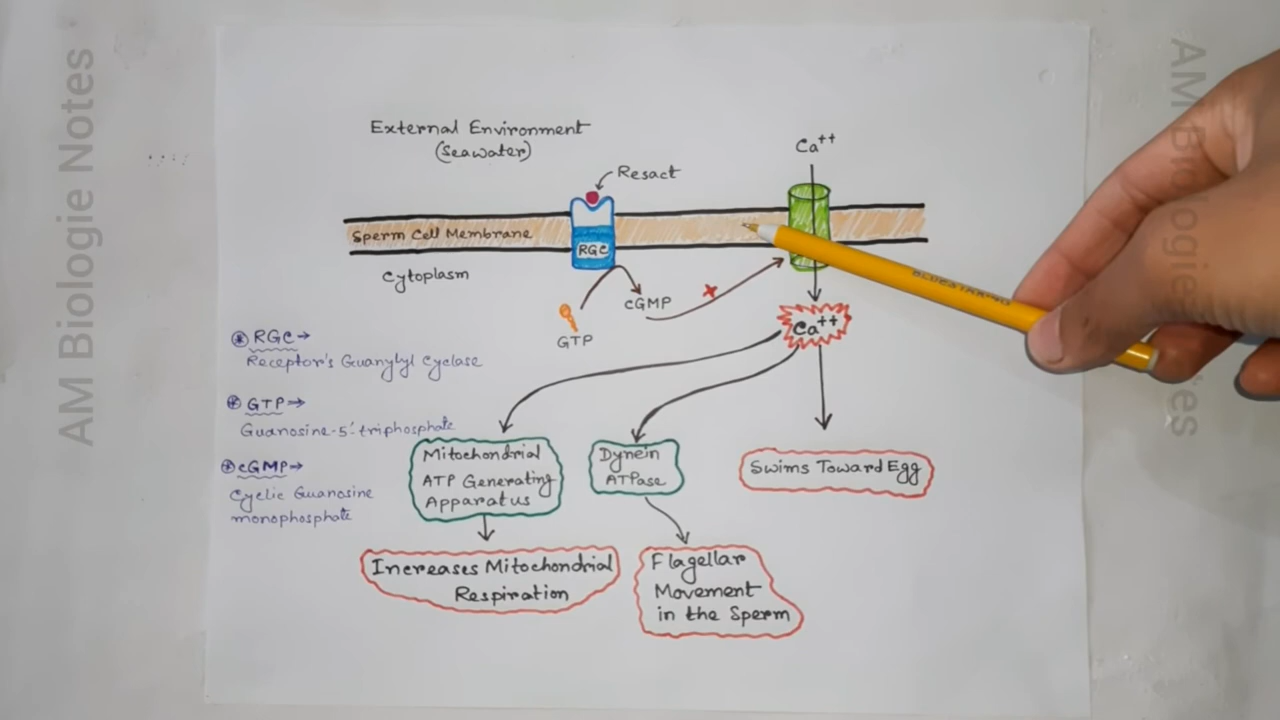 AM Biologie Notes
External Environment
(Seawater)
Ca++
Resact
Sperm Cell Membrane
RGC
Cytoplasm
cGMP
GTP
Ca++
RGC→
Receptor's Guanylyl Cyclase
GTP→
Guanosine-5'-triphosphate
cGMP→
Cyclic Guanosine
monophosphate
Mitochondrial
ATP Generating
Apparatus
Dynein
ATPase
Swims Toward Egg
Increases Mitochondrial
Respiration
Flagellar
Movement
in the Sperm
AM Biologie